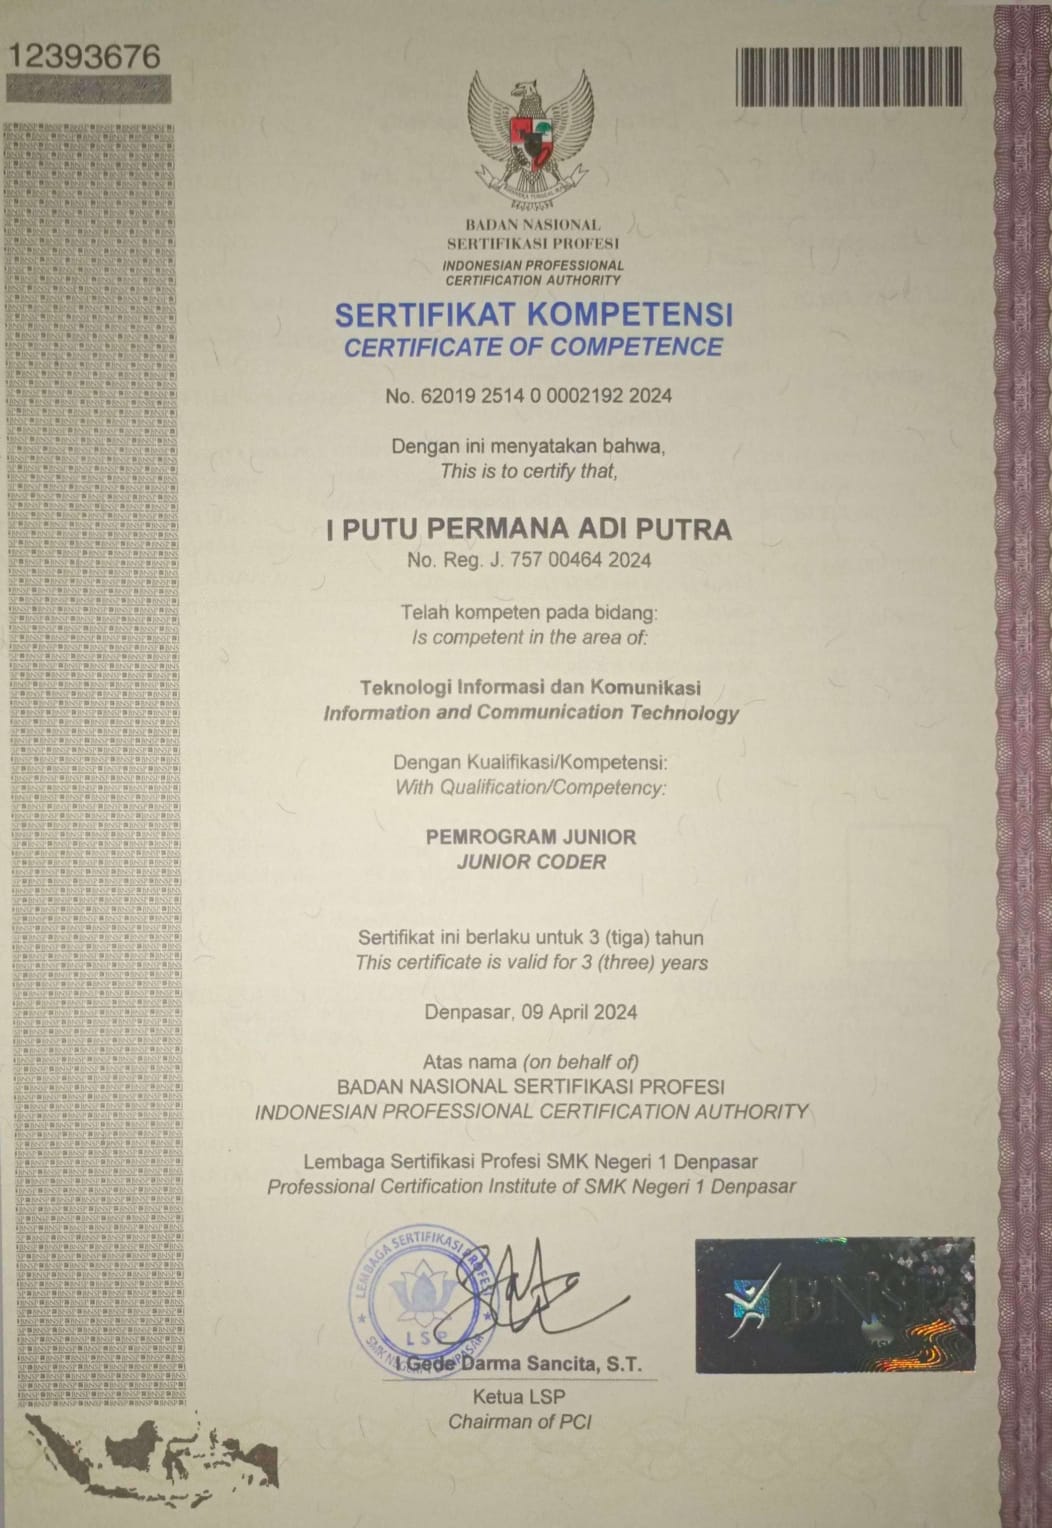 12393676
BADAN NASIONAL
SERTIFIKASI PROFESI
INDONESIAN PROFESSIONAL
CERTIFICATION AUTHORITY
SERTIFIKAT KOMPETENSI
CERTIFICATE OF COMPETENCE
No. 62019 2514 0 0002192 2024
Dengan ini menyatakan bahwa,
This is to certify that,
I PUTU PERMANA ADI PUTRA
No. Reg. J. 757 00464 2024
Telah kompeten pada bidang:
Is competent in the area of:
Teknologi Informasi dan Komunikasi
Information and Communication Technology
Dengan Kualifikasi/Kompetensi:
With Qualification/Competency:
PEMROGRAM JUNIOR
JUNIOR CODER
Sertifikat ini berlaku untuk 3 (tiga) tahun
This certificate is valid for 3 (three) years
Denpasar, 09 April 2024
Atas nama (on behalf of)
BADAN NASIONAL SERTIFIKASI PROFESI
INDONESIAN PROFESSIONAL CERTIFICATION AUTHORITY
Lembaga Sertifikasi Profesi SMK Negeri 1 Denpasar
Professional Certification Institute of SMK Negeri 1 Denpasar
LEMBAGA SERTIFIKASI PROFESI
LSP
SMK NEGERI 1 DENPASAR
BNSP
I Gede Darma Sancita, S.T.
Ketua LSP
Chairman of PCI